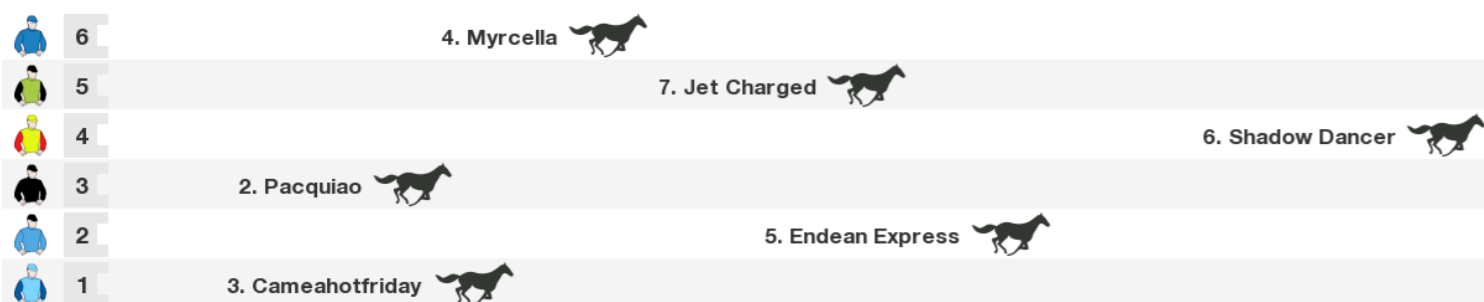 6 4. Myrcella
5 7. Jet Charged
4 6. Shadow Dancer
3 2. Pacquiao
2 5. Endean Express
1 3. Cameahotfriday